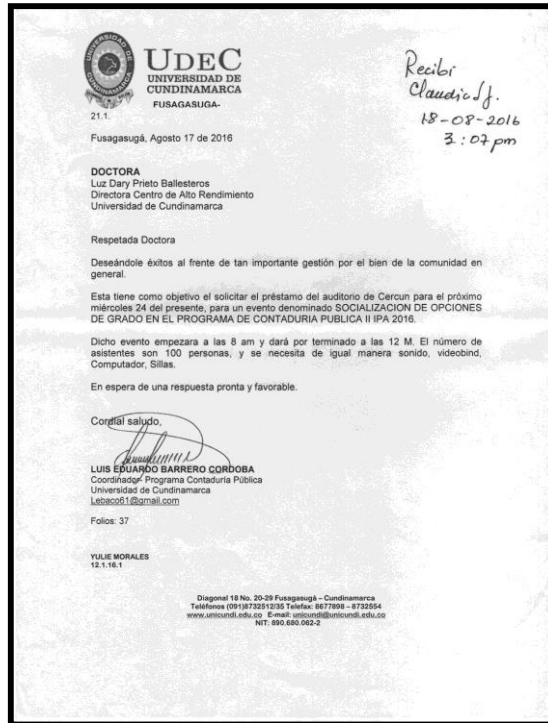 UNIVERSIDAD DE
CUNDINAMARCA
UDEC
UNIVERSIDAD DE
CUNDINAMARCA
FUSAGASUGA-
Recibi
18-08-2016
3:07 pm
21.1.
Fusagasugá, Agosto 17 de 2016
DOCTORA
Luz Dary Prieto Ballesteros
Directora Centro de Alto Rendimiento
Universidad de Cundinamarca
Respetada Doctora
Deseándole éxitos al frente de tan importante gestión por el bien de la comunidad en
general.
Esta tiene como objetivo el solicitar el préstamo del auditorio de Cercun para el próximo
miércoles 24 del presente, para un evento denominado SOCIALIZACION DE OPCIONES
DE GRADO EN EL PROGRAMA DE CONTADURIA PUBLICA II IPA 2016.
Dicho evento empezara a las 8 am y dará por terminado a las 12 M. El número de
asistentes son 100 personas, y se necesita de igual manera sonido, videobind,
Computador, Sillas.
En espera de una respuesta pronta y favorable.
Cordial saludo,
LUIS EDUARDO BARRERO CORDOBA
Coordinador- Programa Contaduría Pública
Universidad de Cundinamarca
Lebaco61@gmail.com
Folios: 37
YULIE MORALES
12.1.16.1
Diagonal 18 No. 20-29 Fusagasugá – Cundinamarca
Teléfonos (091)8732512/35 Telefax: 8677898 – 8732554
www.unicundi.edu.co E-mail: unicundi@unicundi.edu.co
NIT: 890.680.062-2